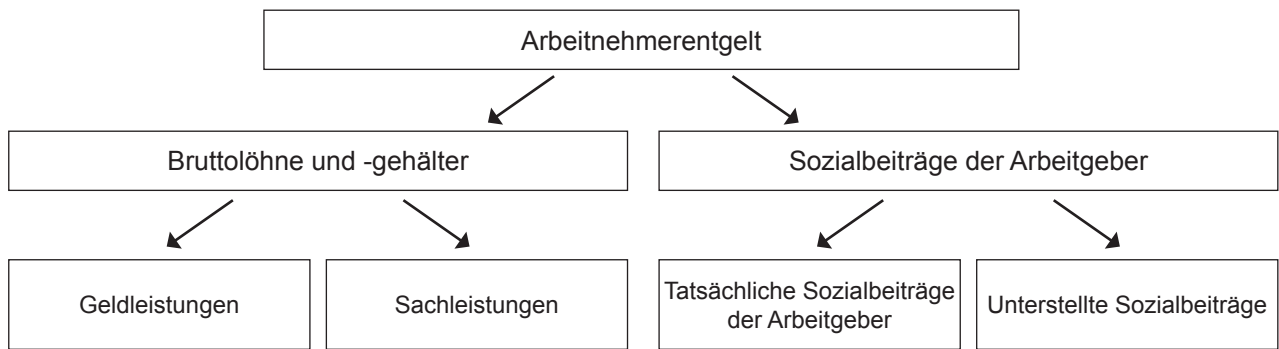 Arbeitnehmerentgelt
Bruttolöhne und -gehälter
Sozialbeiträge der Arbeitgeber
Geldleistungen
Sachleistungen
Tatsächliche Sozialbeiträge
der Arbeitgeber
Unterstellte Sozialbeiträge